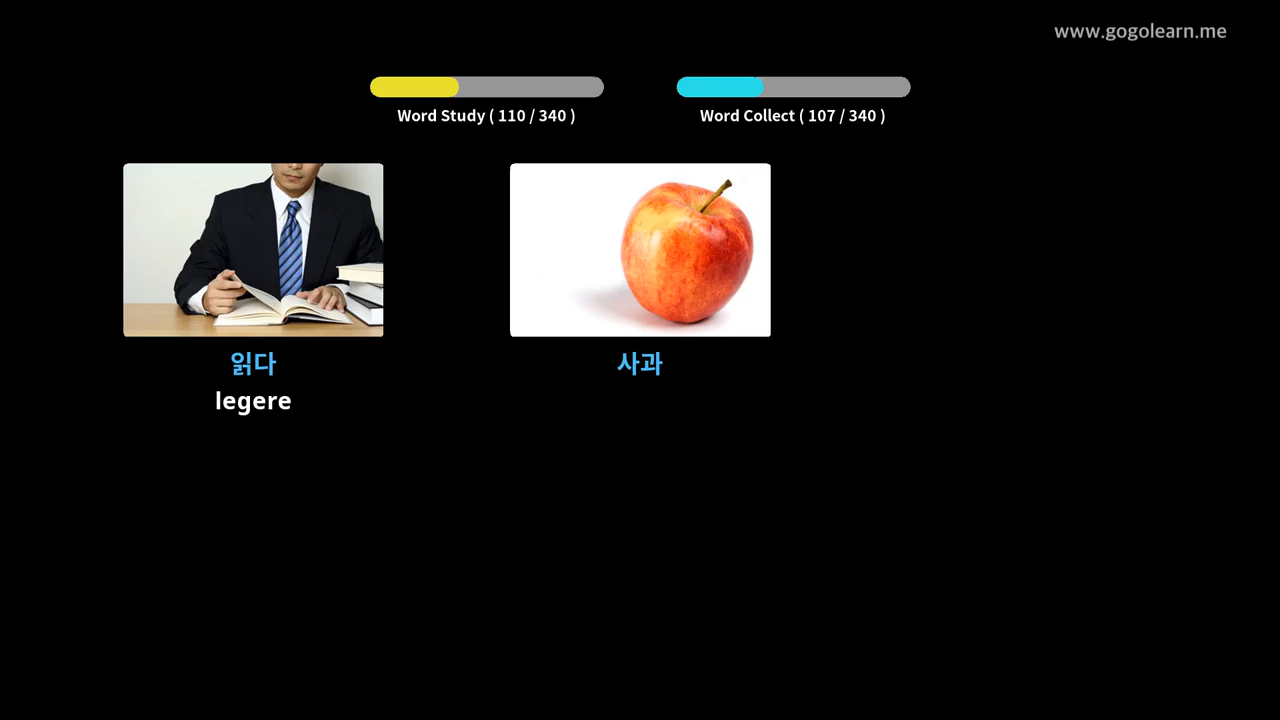 www.gogolearn.me
Word Study ( 110 / 340 )
Word Collect ( 107 / 340 )
읽다
legere
사과